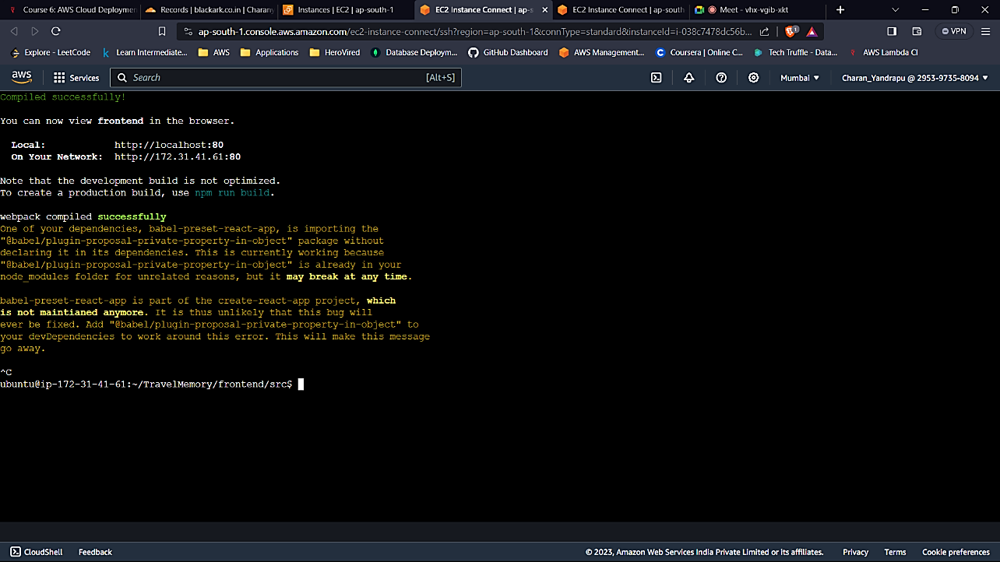 Course 6: AWS Cloud Deploymen
Records | blackark.co.in | Charany
Instances | EC2 | ap-south-1
EC2 Instance Connect | ap-s
EC2 Instance Connect | ap-south
Meet - vhx-vgib-xkt
ap-south-1.console.aws.amazon.com/ec2-instance-connect/ssh?region=ap-south-1&connType=standard&instanceId=i-038c7478dc56b...
1
VPN
Explore - LeetCode
Learn Intermediate...
AWS
Applications
HeroVired
Database Deploym...
GitHub Dashboard
AWS Management...
Coursera | Online C...
Tech Truffle - Data...
AWS Lambda CI
aws
Services
Search
[Alt+S]
Mumbai
Charan_Yandrapu @ 2953-9735-8094
Compiled successfully!
You can now view frontend in the browser.
Local: http://localhost:80
On Your Network: http://172.31.41.61:80
Note that the development build is not optimized.
To create a production build, use npm run build.
webpack compiled successfully
One of your dependencies, babel-preset-react-app, is importing the
"@babel/plugin-proposal-private-property-in-object" package without
declaring it in its dependencies. This is currently working because
"@babel/plugin-proposal-private-property-in-object" is already in your
node_modules folder for unrelated reasons, but it may break at any time.
babel-preset-react-app is part of the create-react-app project, which
is not maintianed anymore. It is thus unlikely that this bug will
ever be fixed. Add "@babel/plugin-proposal-private-property-in-object" to
your devDependencies to work around this error. This will make this message
go away.
^C
ubuntu@ip-172-31-41-61:~/TravelMemory/frontend/src$
CloudShell
Feedback
© 2023, Amazon Web Services India Private Limited or its affiliates.
Privacy
Terms
Cookie preferences